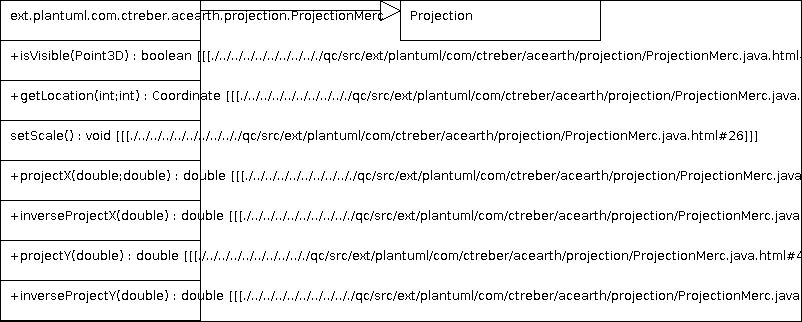 ext.plantuml.com.ctreber.acearth.projection.ProjectionMerc
Projection
+isVisible(Point3D) : boolean [[[./../../../../../../../../../qc/src/ext/plantuml/com/ctreber/acearth/projection/ProjectionMerc.java.html
+getLocation(int;int) : Coordinate [[[./../../../../../../../../../qc/src/ext/plantuml/com/ctreber/acearth/projection/ProjectionMerc.java.
setScale() : void [[[./../../../../../../../../../qc/src/ext/plantuml/com/ctreber/acearth/projection/ProjectionMerc.java.html#26]]]
+projectX(double;double) : double [[[./../../../../../../../../../qc/src/ext/plantuml/com/ctreber/acearth/projection/ProjectionMerc.java
+inverseProjectX(double) : double [[[./../../../../../../../../../qc/src/ext/plantuml/com/ctreber/acearth/projection/ProjectionMerc.java
+projectY(double) : double [[[./../../../../../../../../../qc/src/ext/plantuml/com/ctreber/acearth/projection/ProjectionMerc.java.html#4
+inverseProjectY(double) : double [[[./../../../../../../../../../qc/src/ext/plantuml/com/ctreber/acearth/projection/ProjectionMerc.java